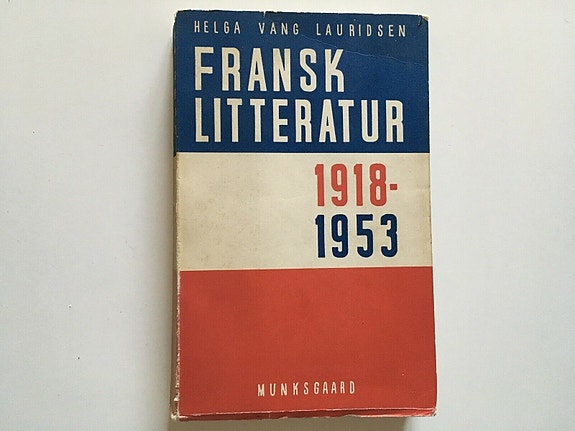 HELGA VANG LAURIDSEN
FRANSK
LITTERATUR
1918-
1953
MUNKSGAARD